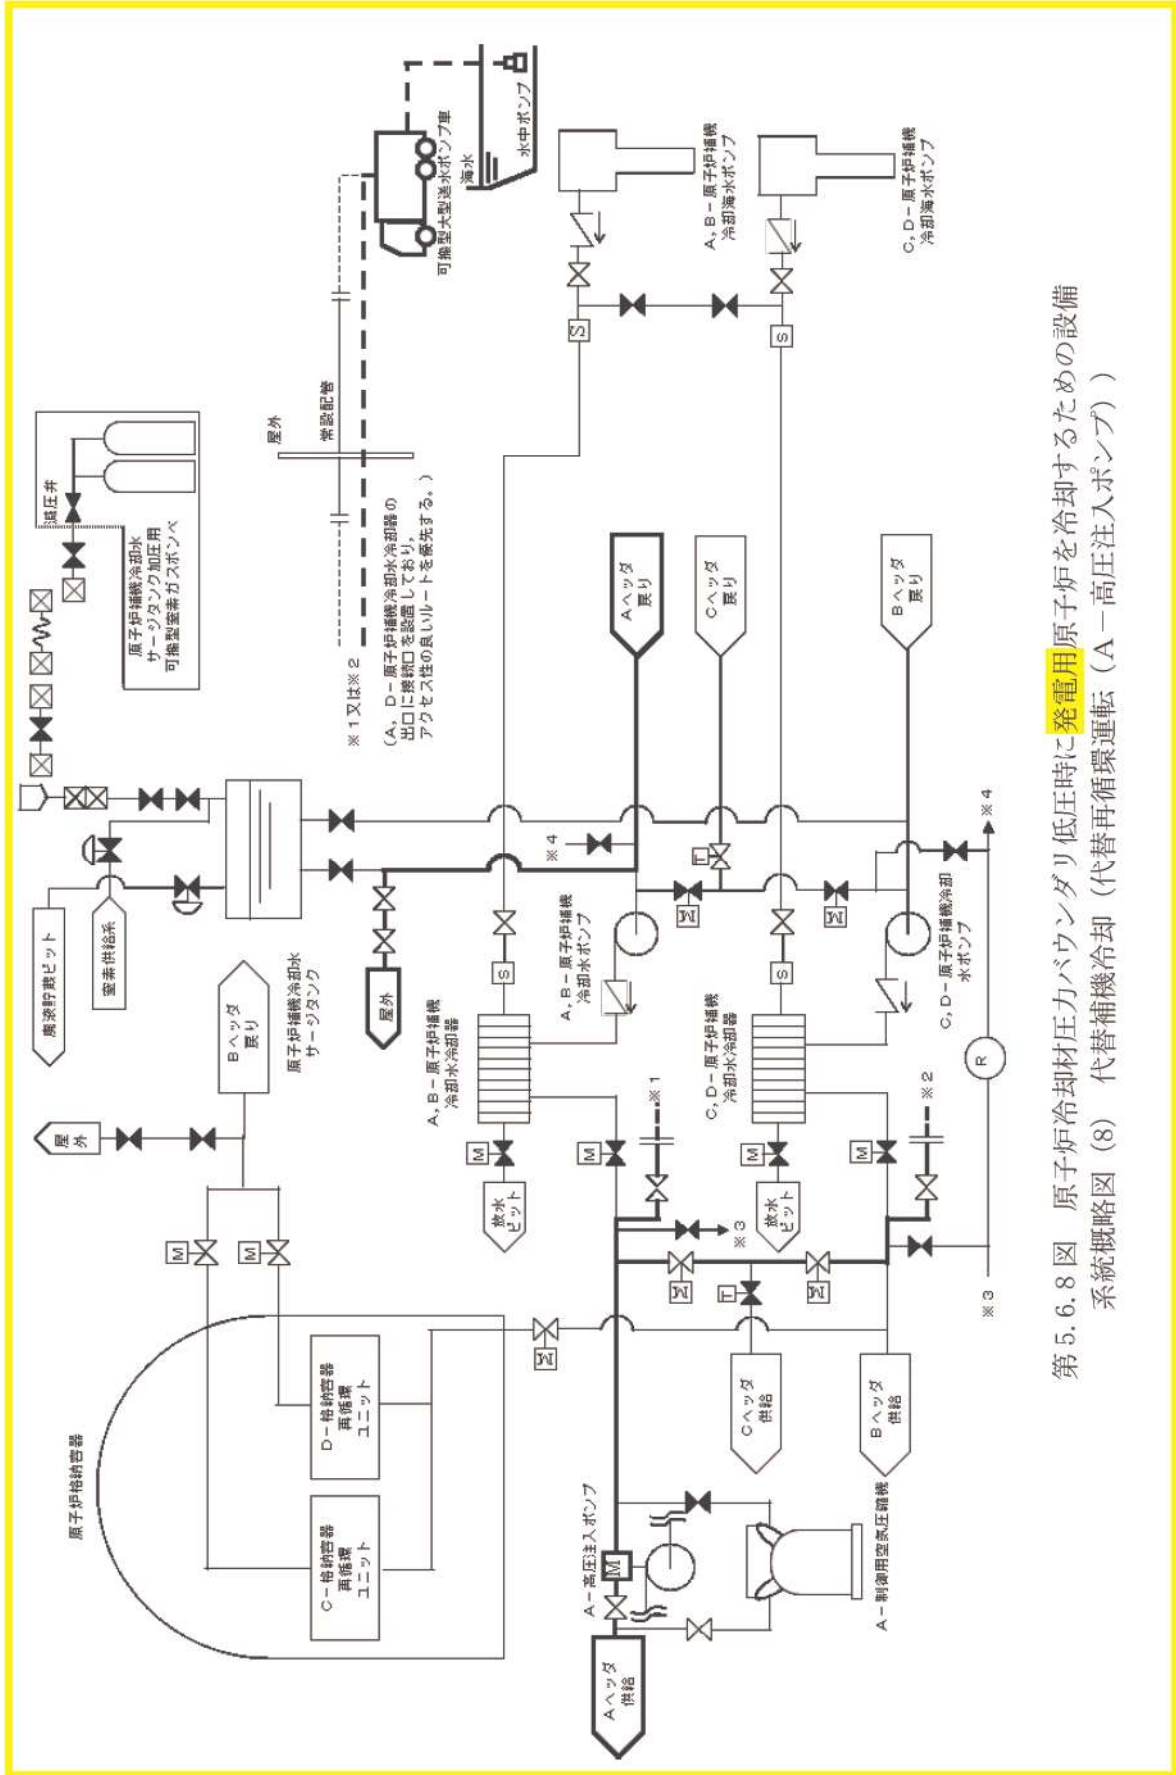 原子炉格納容器
C－格納容器
再循環
ユニット
D－格納容器
再循環
ユニット
M
M
M
屋外
Bヘッダ
戻り
廃液貯蔵ピット
窒素供給系
原子炉補機冷却水
サージタンク
減圧弁
原子炉補機冷却水
サージタンク加圧用
可搬型窒素ガスボンベ
屋外
常設配管
※1又は※2
(A，D－原子炉補機冷却水冷却器の
出口に接続口を設置しており，
アクセス性の良いルートを優先する。)
可搬型大型送水ポンプ車
海水
水中ポンプ
A，B－原子炉補機
冷却海水ポンプ
C，D－原子炉補機
冷却海水ポンプ
S
S
屋外
※4
Aヘッダ
戻り
Cヘッダ
戻り
Bヘッダ
戻り
T
M
M
A，B－原子炉補機
冷却水冷却器
S
A，B－原子炉補機
冷却水ポンプ
M
放水
ピット
M
※1
※3
C，D－原子炉補機
冷却水冷却器
S
C，D－原子炉補機冷却
水ポンプ
M
放水
ピット
M
※2
M
M
T
R
※3
※4
Cヘッダ
供給
Bヘッダ
供給
A－高圧注入ポンプ
M
Aヘッダ
供給
A－制御用空気圧縮機
第5.6.8図　原子炉冷却材圧力バウンダリ低圧時に発電用原子炉を冷却するための設備
系統概略図（8）　代替補機冷却（代替再循環運転（A－高圧注入ポンプ））